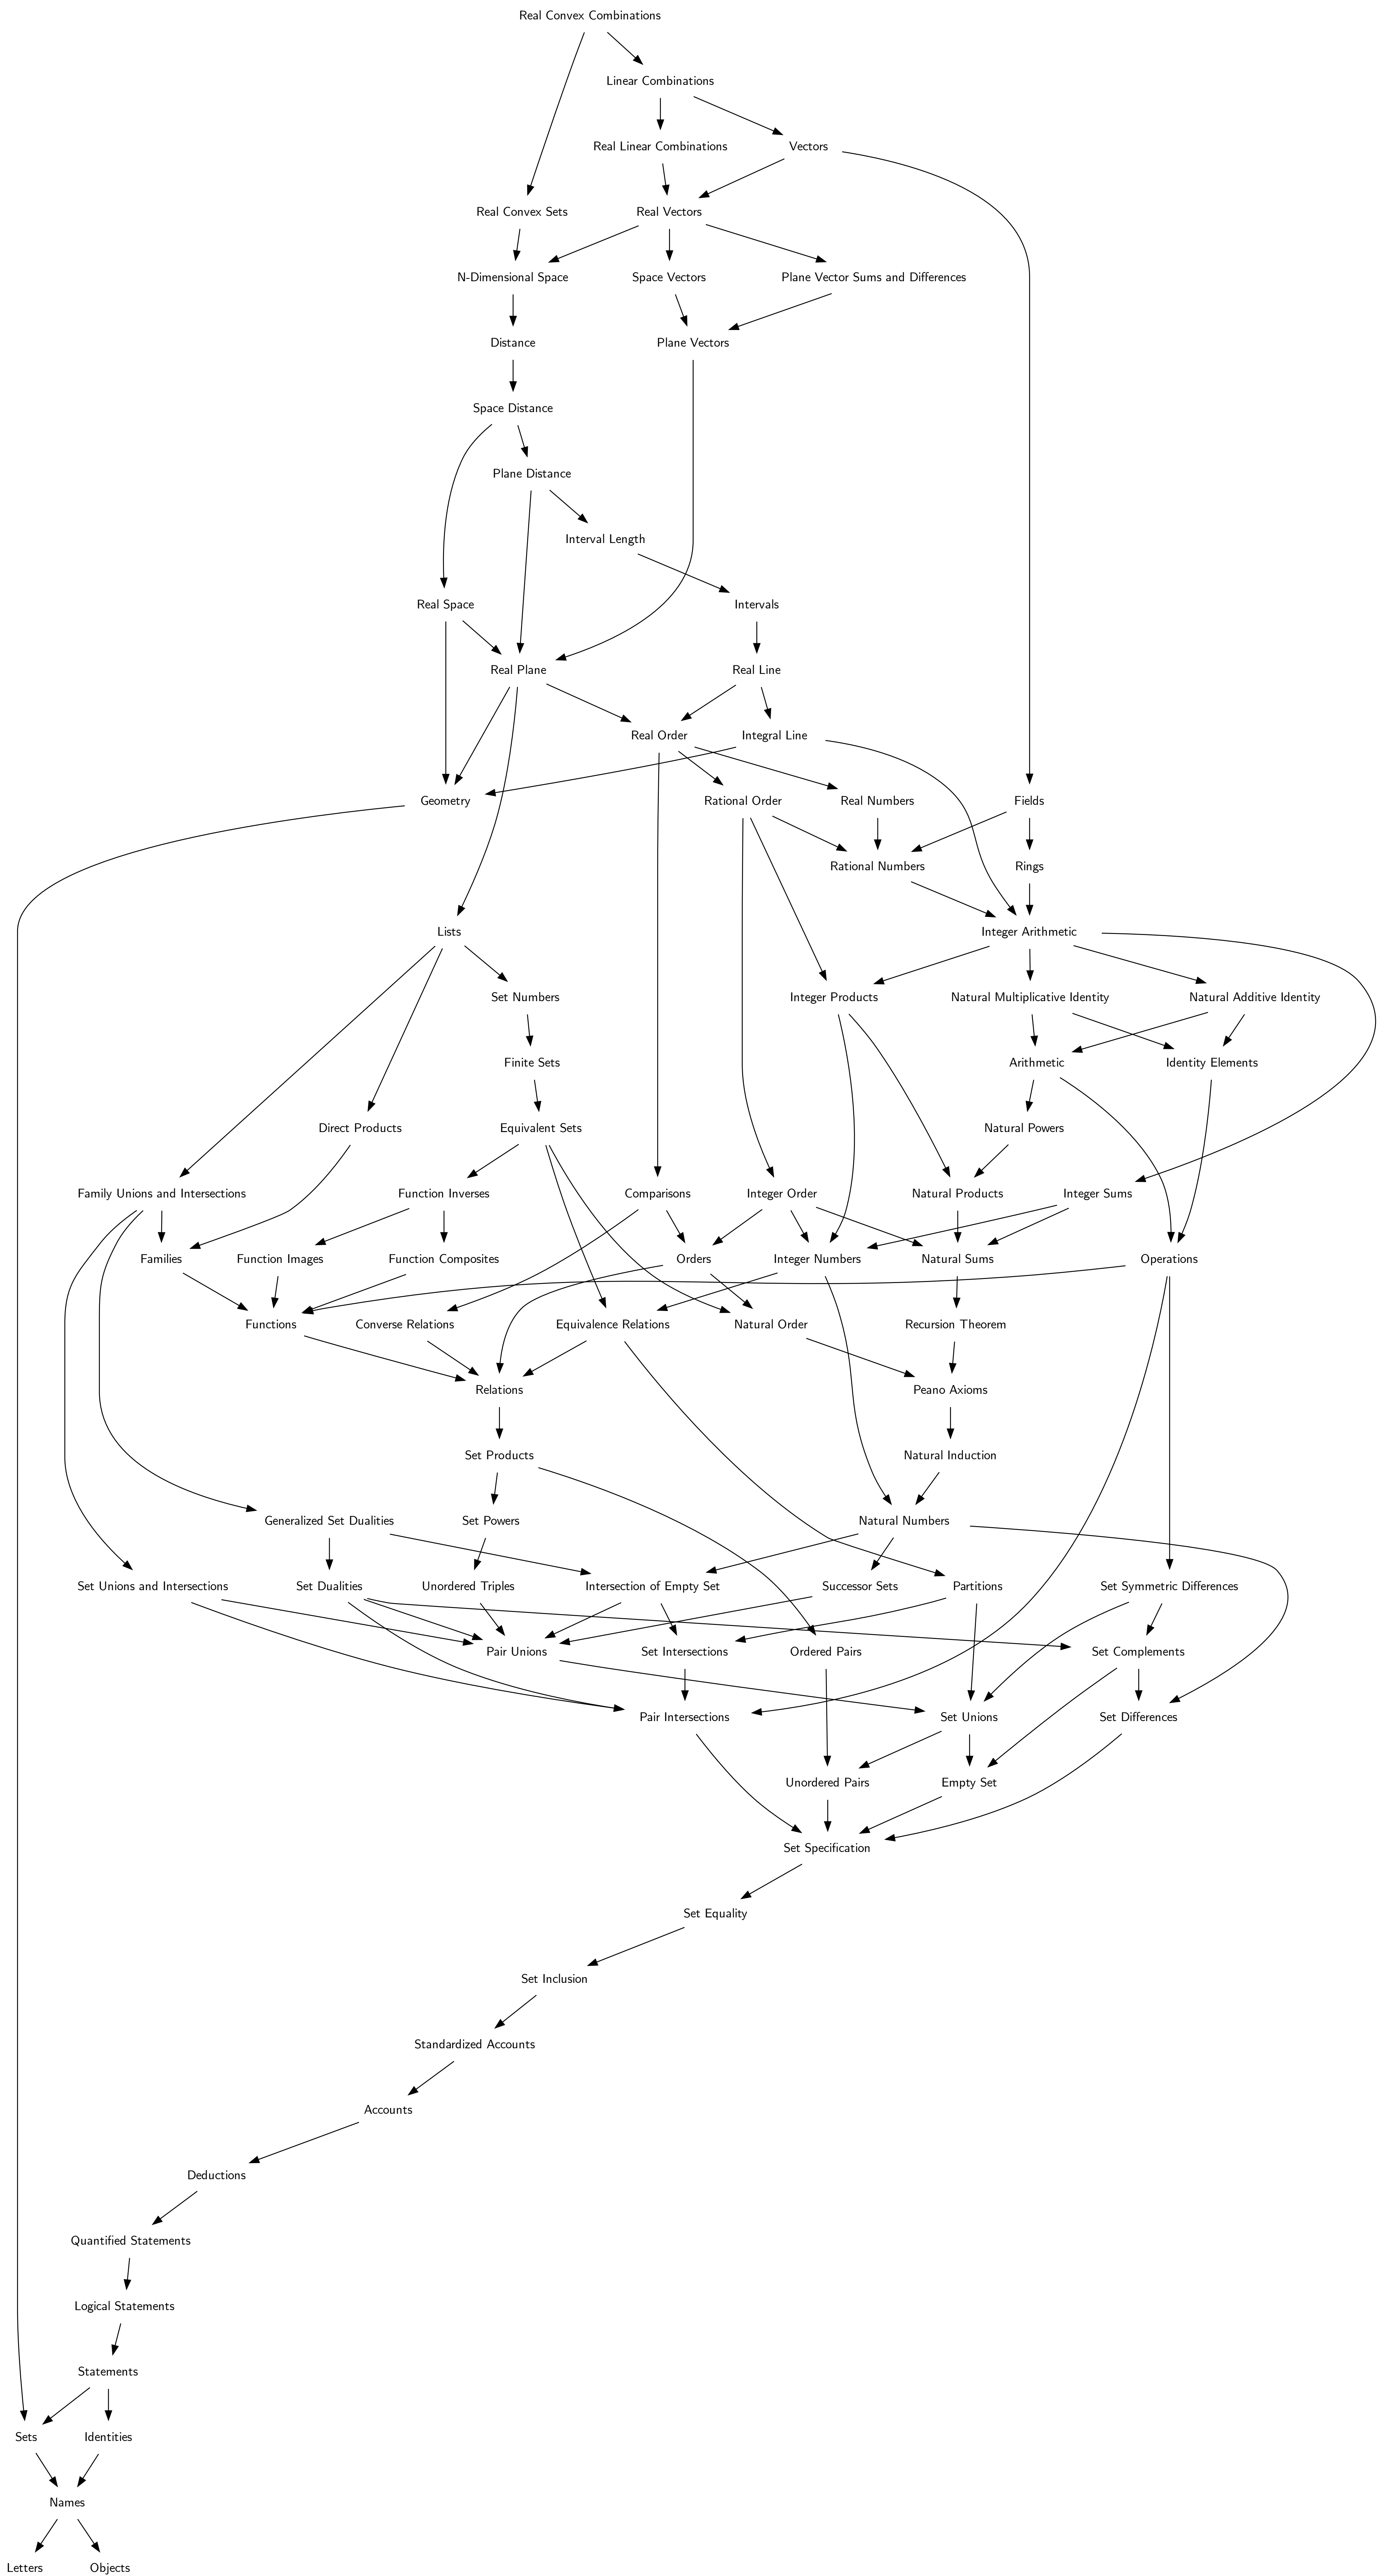 Real Convex Combinations
Linear Combinations
Real Linear Combinations
Vectors
Real Convex Sets
Real Vectors
N-Dimensional Space
Space Vectors
Plane Vector Sums and Differences
Distance
Plane Vectors
Space Distance
Plane Distance
Interval Length
Real Space
Intervals
Real Plane
Real Line
Real Order
Integral Line
Geometry
Rational Order
Real Numbers
Fields
Rational Numbers
Rings
Lists
Integer Arithmetic
Set Numbers
Integer Products
Natural Multiplicative Identity
Natural Additive Identity
Finite Sets
Arithmetic
Identity Elements
Direct Products
Equivalent Sets
Natural Powers
Family Unions and Intersections
Function Inverses
Comparisons
Integer Order
Natural Products
Integer Sums
Families
Function Images
Function Composites
Orders
Integer Numbers
Natural Sums
Operations
Functions
Converse Relations
Equivalence Relations
Natural Order
Recursion Theorem
Relations
Peano Axioms
Set Products
Natural Induction
Generalized Set Dualities
Set Powers
Natural Numbers
Set Unions and Intersections
Set Dualities
Unordered Triples
Intersection of Empty Set
Successor Sets
Partitions
Set Symmetric Differences
Pair Unions
Set Intersections
Ordered Pairs
Set Complements
Pair Intersections
Set Unions
Set Differences
Unordered Pairs
Empty Set
Set Specification
Set Equality
Set Inclusion
Standardized Accounts
Accounts
Deductions
Quantified Statements
Logical Statements
Statements
Sets
Identities
Names
Letters
Objects